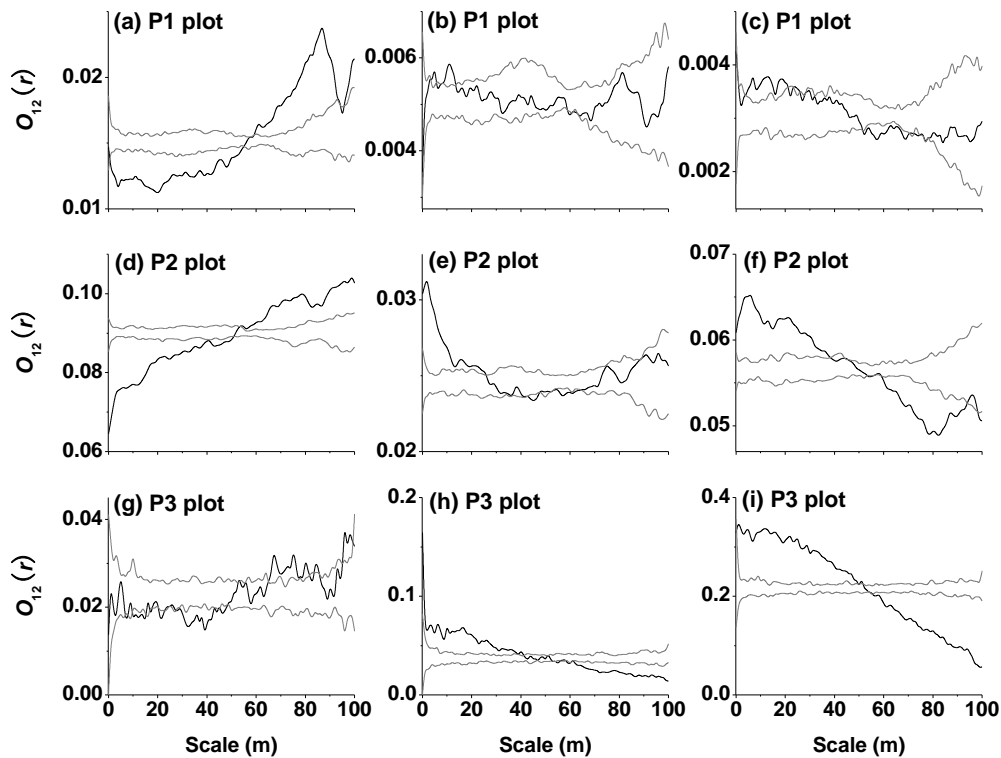 (a) P1 plot
(b) P1 plot
(c) P1 plot
O12 (r)
0.02
0.01
0.006
0.004
0.004
0.002
(d) P2 plot
(e) P2 plot
(f) P2 plot
O12 (r)
0.10
0.08
0.06
0.03
0.02
0.07
0.06
0.05
(g) P3 plot
(h) P3 plot
(i) P3 plot
O12 (r)
0.04
0.02
0.00
0.2
0.1
0.0
0.4
0.2
0.0
0 20 40 60 80 100
0 20 40 60 80 100
0 20 40 60 80 100
Scale (m)
Scale (m)
Scale (m)